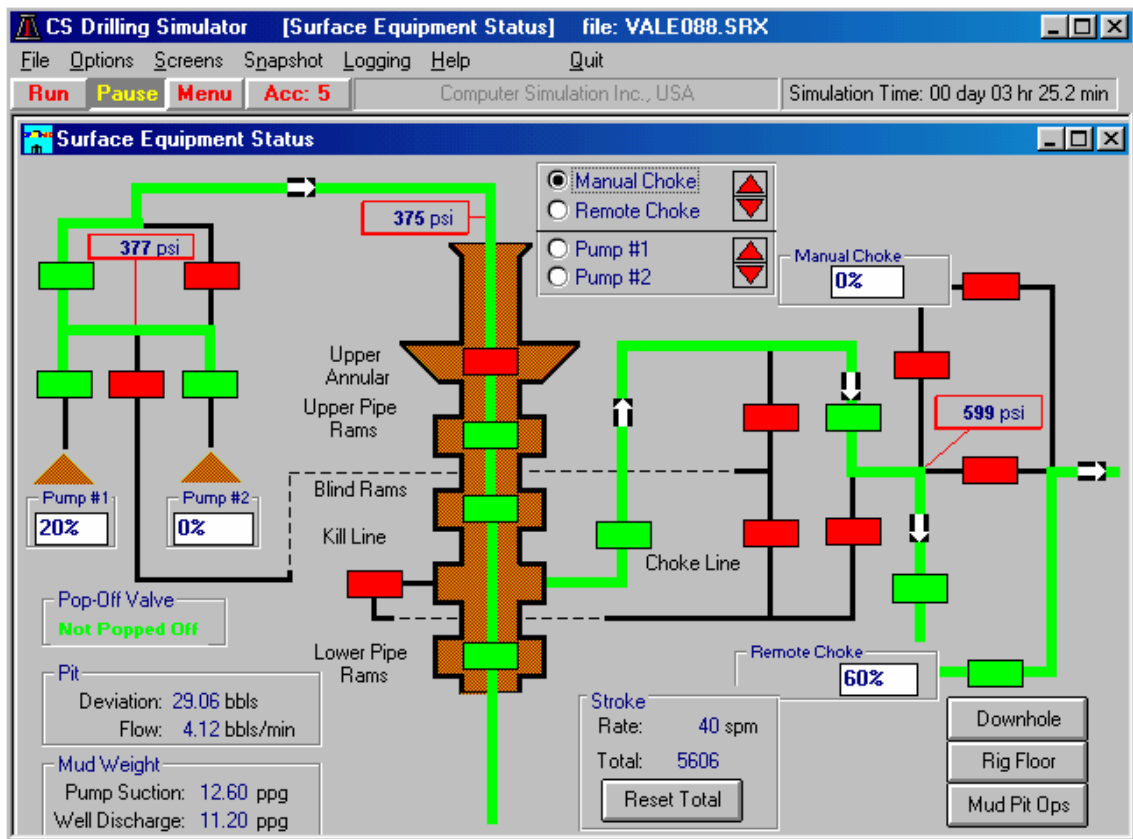 CS Drilling Simulator [Surface Equipment Status] file: VALE088.SRX
File Options Screens Snapshot Logging Help Quit
Run Pause Menu Acc: 5 Computer Simulation Inc., USA Simulation Time: 00 day 03 hr 25.2 min
Surface Equipment Status
Manual Choke
Remote Choke
Pump #1
Pump #2
375 psi
377 psi
Manual Choke
0%
Upper
Annular
Upper Pipe
Rams
599 psi
Blind Rams
Pump #1
20%
Pump #2
0%
Kill Line
Choke Line
Pop-Off Valve
Not Popped Off
Lower Pipe
Rams
Remote Choke
60%
Pit
Deviation: 29.06 bbls
Flow: 4.12 bbls/min
Stroke
Rate: 40 spm
Total: 5606
Reset Total
Downhole
Rig Floor
Mud Pit Ops
Mud Weight
Pump Suction: 12.60 ppg
Well Discharge: 11.20 ppg